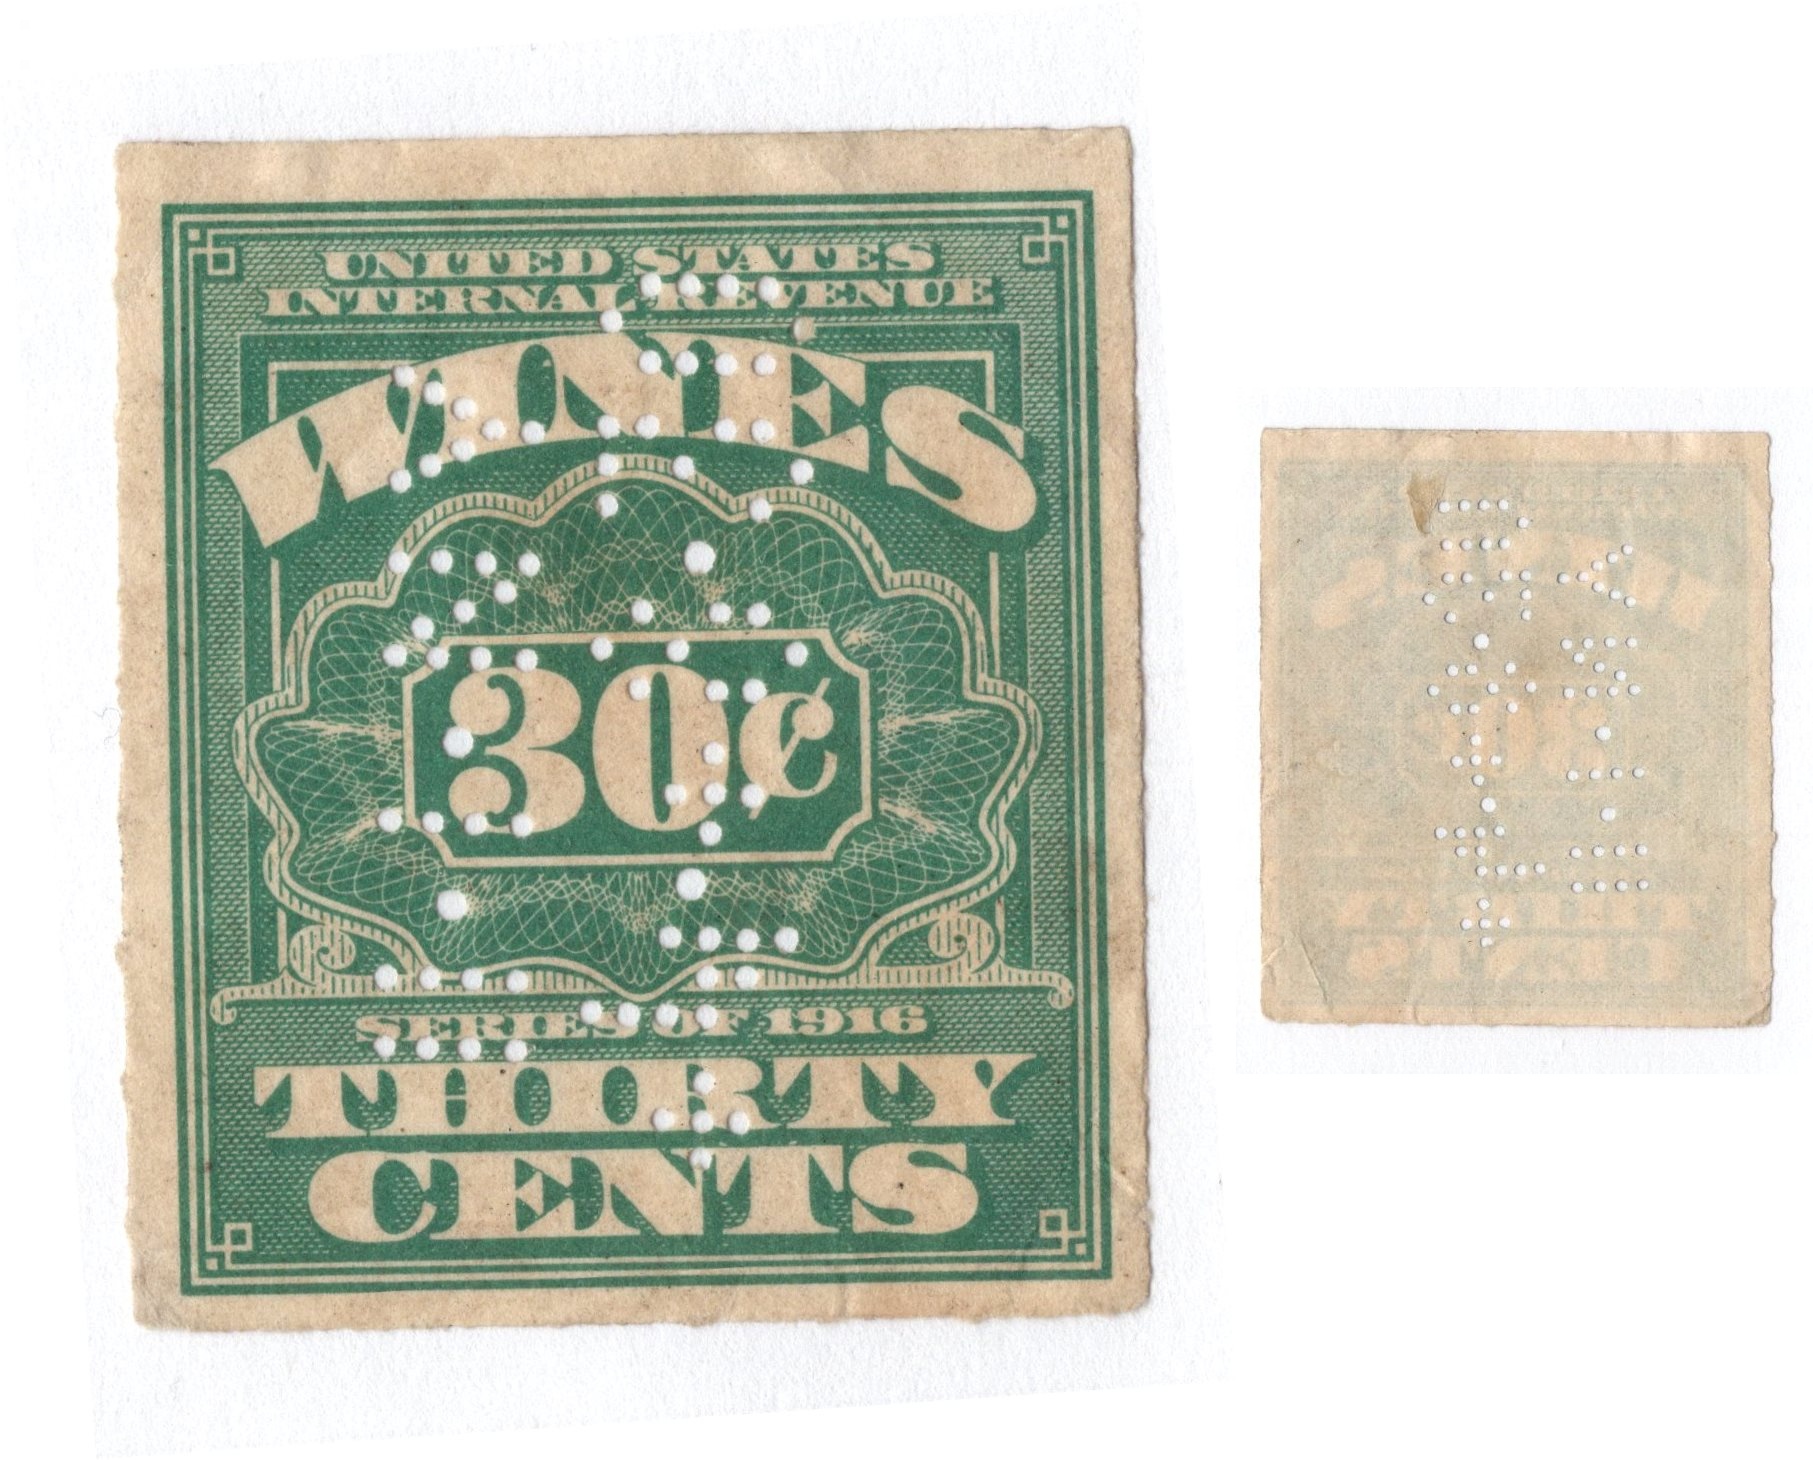 UNITED STATES
INTERNAL REVENUE
WINES
30¢
SERIES OF 1916
THIRTY
CENTS